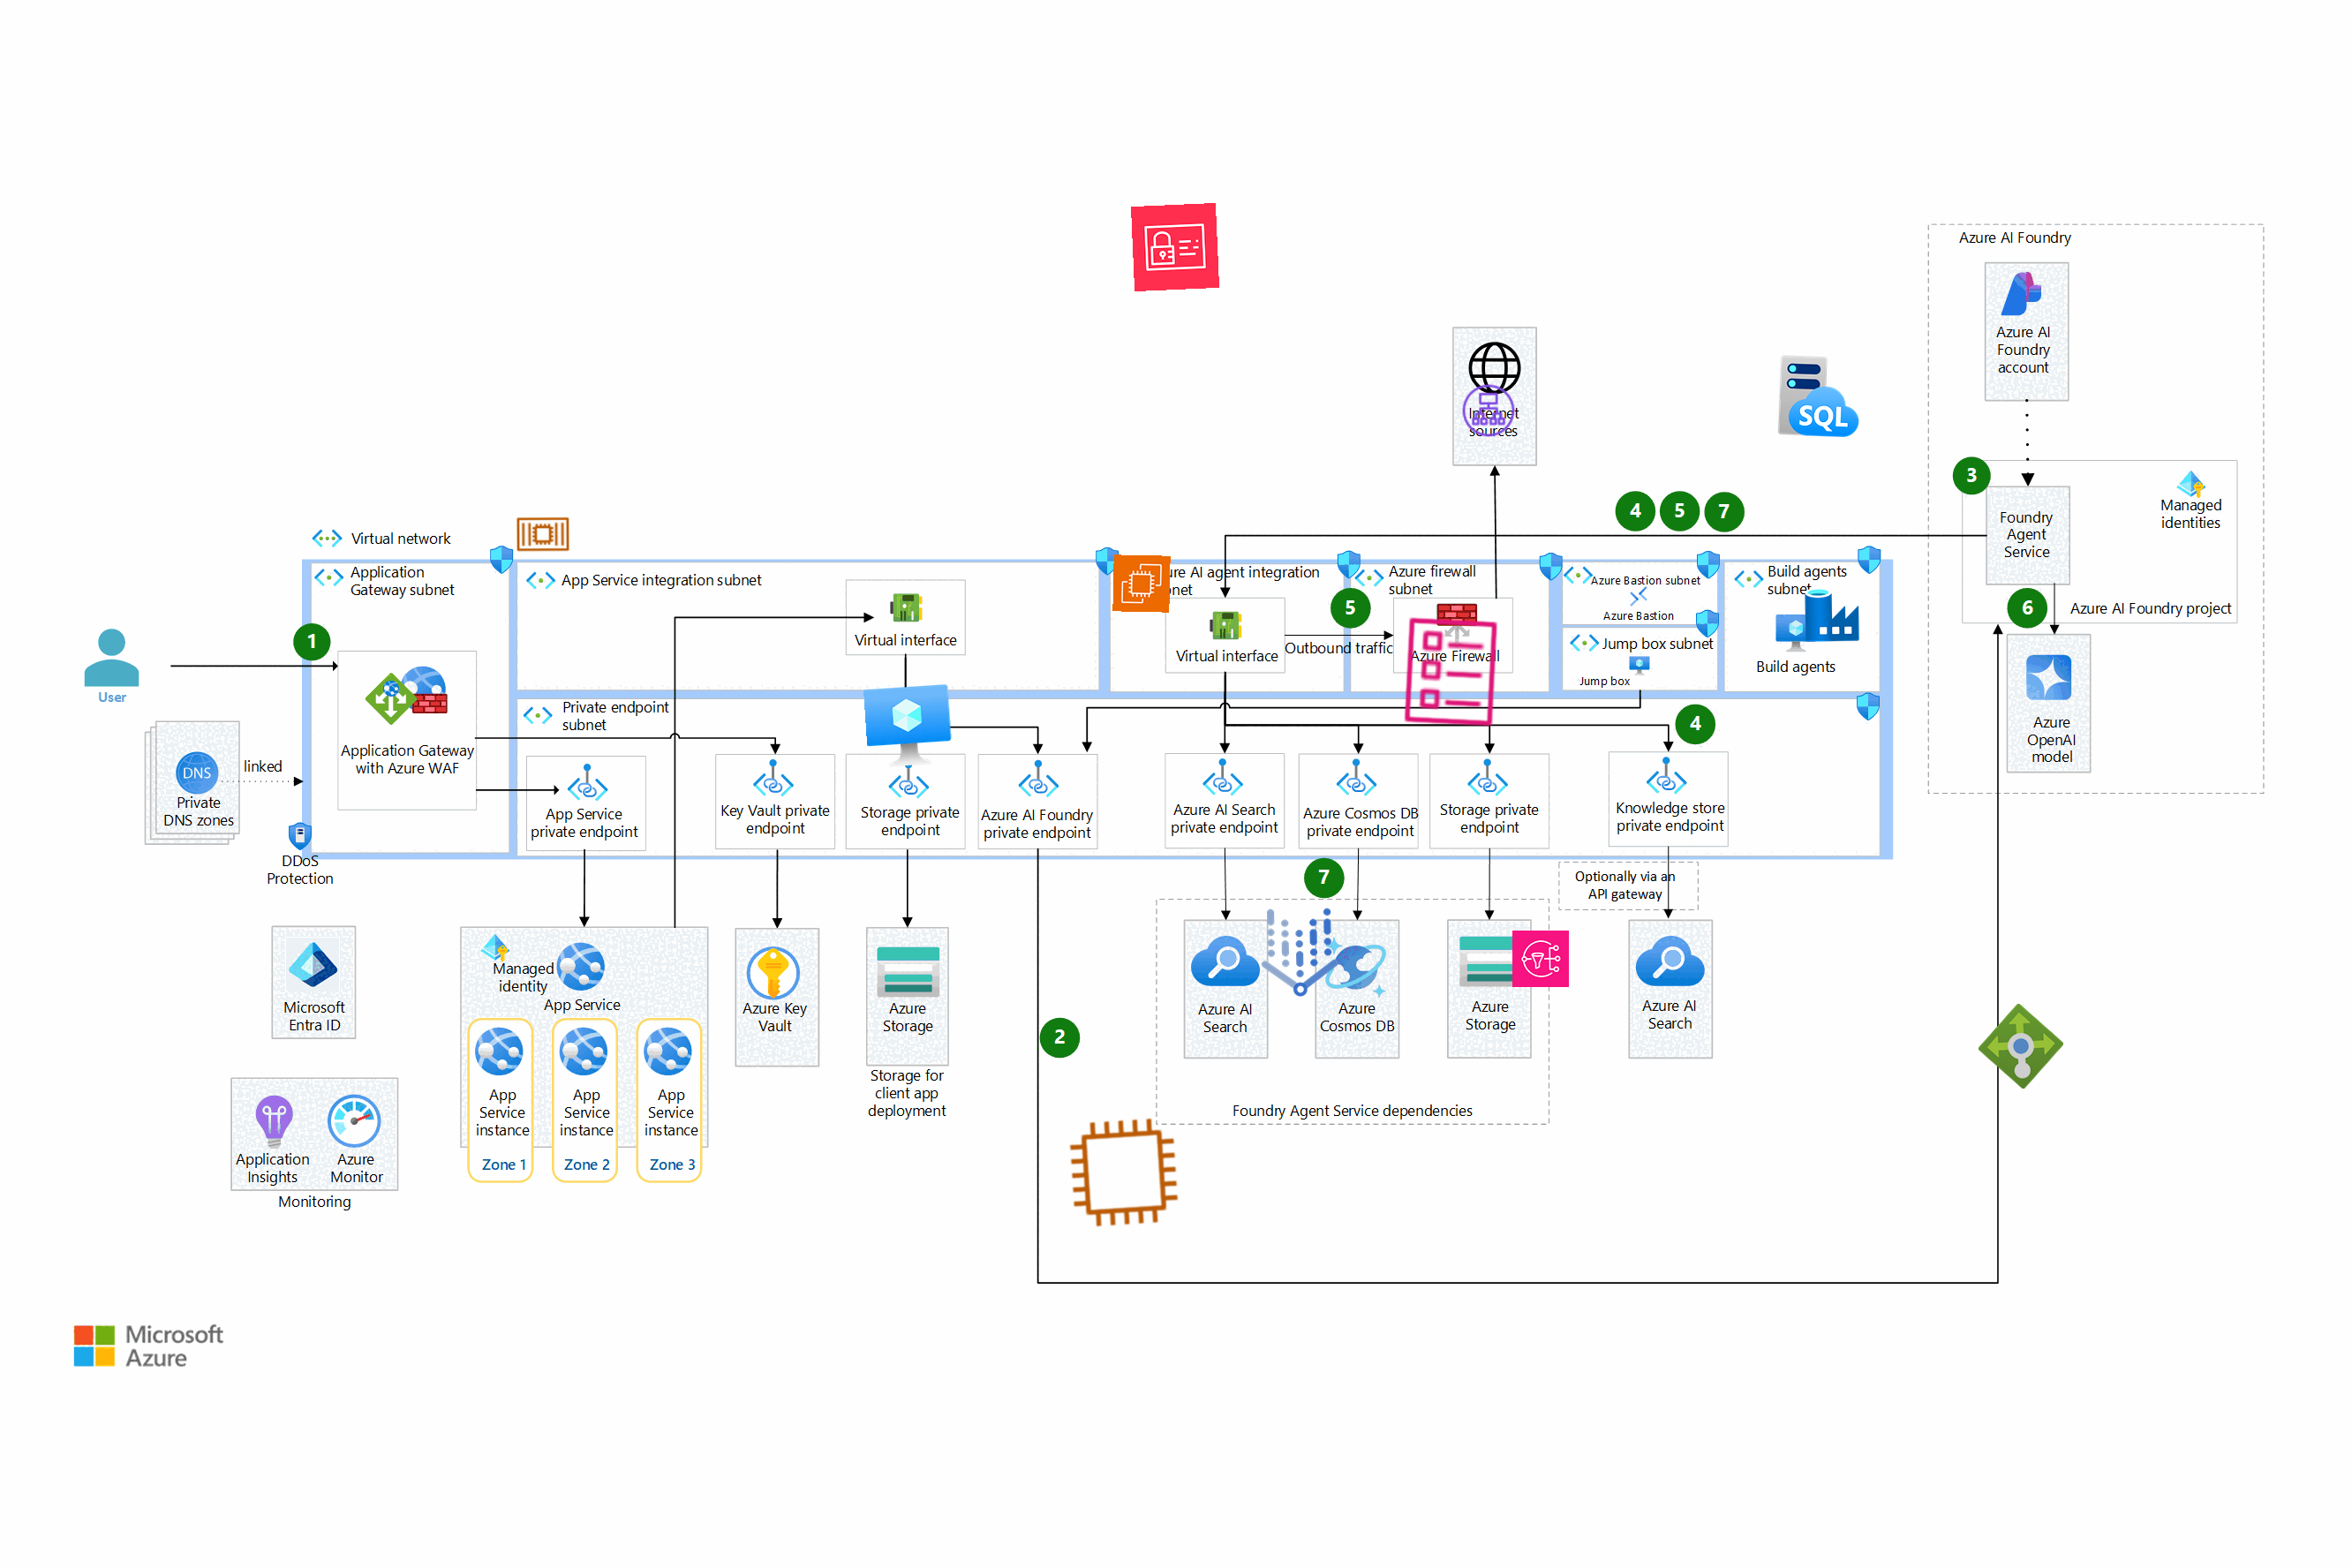 Azure AI Foundry
Azure AI
Foundry
account
Internet
sources
SQL
3
Managed
identities
Foundry
Agent
Service
4
5
7
6
Azure AI Foundry project
Azure
OpenAI
model
Virtual network
Application
Gateway subnet
App Service integration subnet
Virtual interface
ure AI agent integration
net
Virtual interface
Outbound traffic
5
Azure firewall
subnet
Azure Firewall
Azure Bastion subnet
Azure Bastion
Jump box subnet
Jump box
Build agents
subnet
Build agents
1
User
Application Gateway
with Azure WAF
DNS
Private
DNS zones
linked
DDoS
Protection
Private endpoint
subnet
App Service
private endpoint
Key Vault private
endpoint
Storage private
endpoint
Azure AI Foundry
private endpoint
Azure AI Search
private endpoint
Azure Cosmos DB
private endpoint
Storage private
endpoint
4
Knowledge store
private endpoint
Optionally via an
API gateway
7
Microsoft
Entra ID
Managed
identity
App Service
App
Service
instance
Zone 1
App
Service
instance
Zone 2
App
Service
instance
Zone 3
Azure Key
Vault
Azure
Storage
Storage for
client app
deployment
2
Azure AI
Search
Azure
Cosmos DB
Azure
Storage
Azure AI
Search
Foundry Agent Service dependencies
Application
Insights
Azure
Monitor
Monitoring
Microsoft
Azure